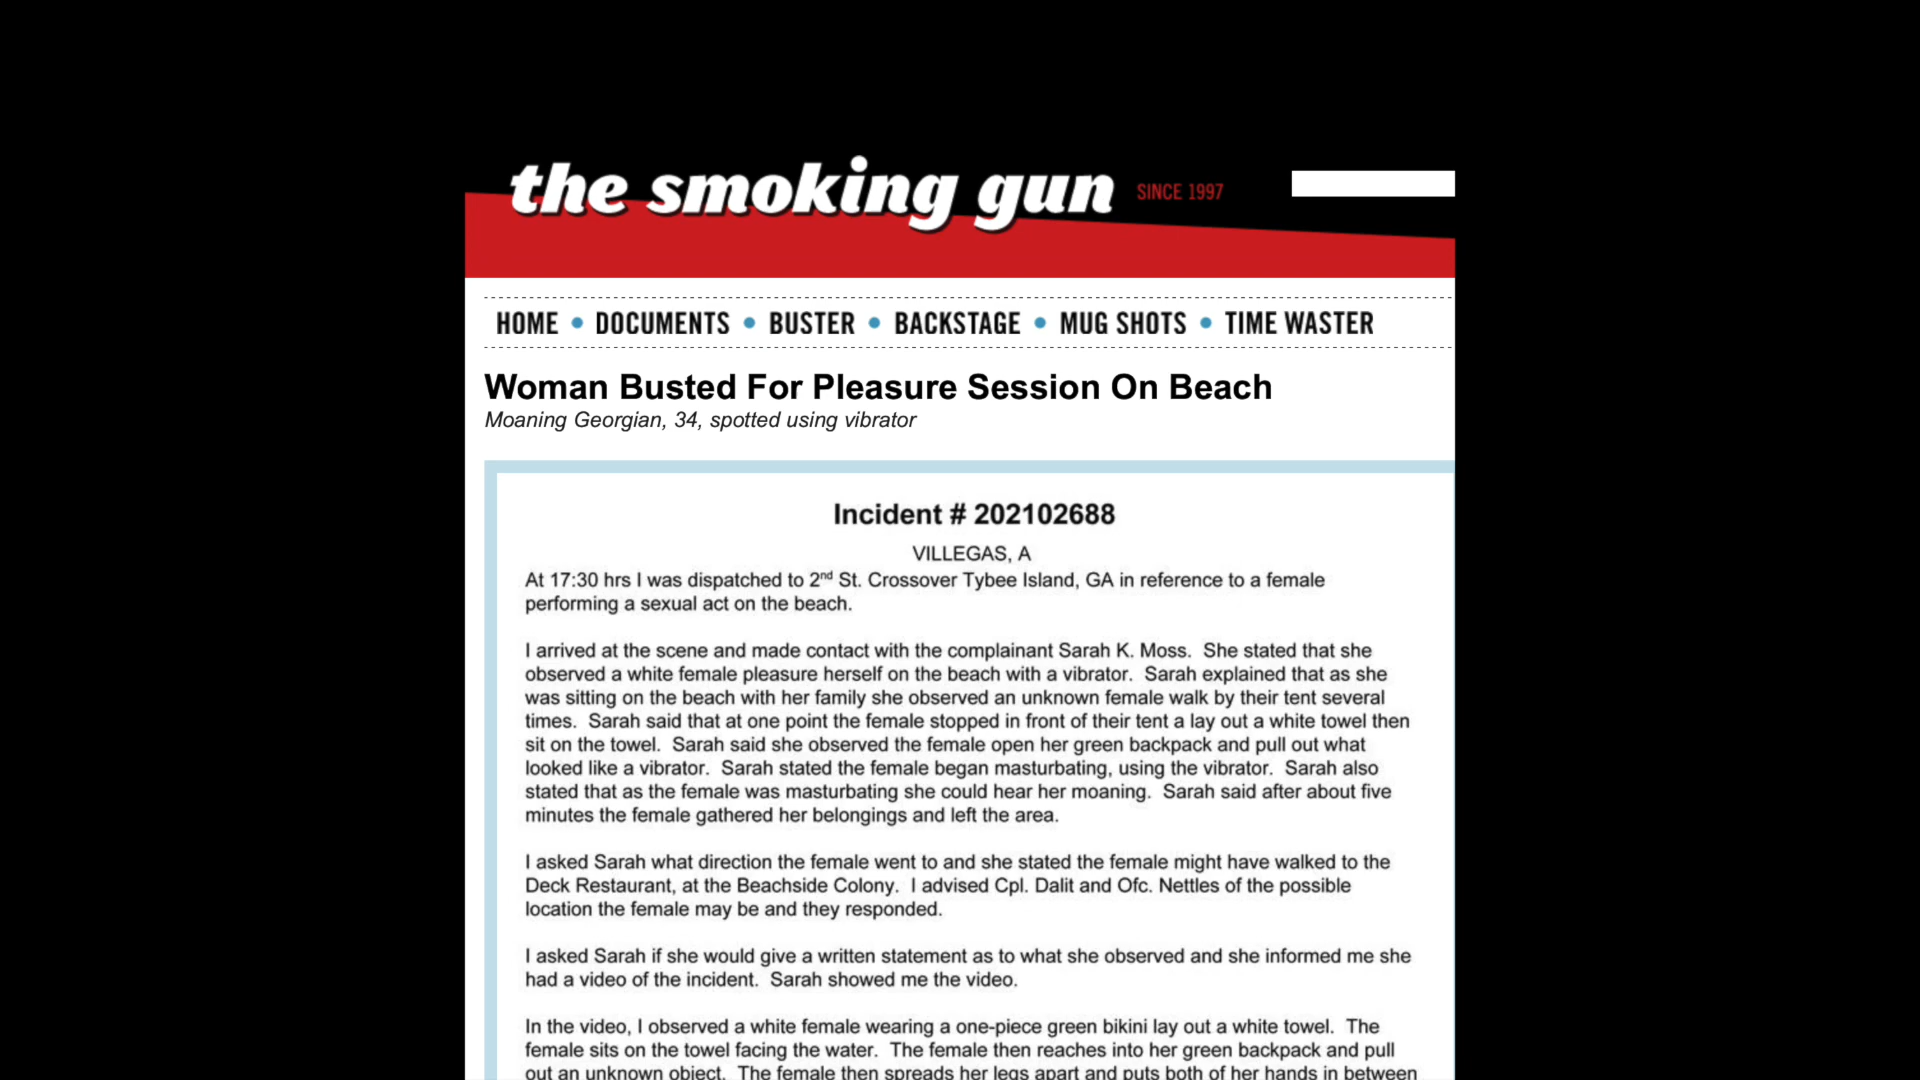 the smoking gun SINCE 1997
HOME • DOCUMENTS • BUSTER • BACKSTAGE • MUG SHOTS • TIME WASTER
Woman Busted For Pleasure Session On Beach
Moaning Georgian, 34, spotted using vibrator
Incident # 202102688
VILLEGAS, A
At 17:30 hrs I was dispatched to 2nd St. Crossover Tybee Island, GA in reference to a female
performing a sexual act on the beach.
I arrived at the scene and made contact with the complainant Sarah K. Moss. She stated that she
observed a white female pleasure herself on the beach with a vibrator. Sarah explained that as she
was sitting on the beach with her family she observed an unknown female walk by their tent several
times. Sarah said that at one point the female stopped in front of their tent a lay out a white towel then
sit on the towel. Sarah said she observed the female open her green backpack and pull out what
looked like a vibrator. Sarah stated the female began masturbating, using the vibrator. Sarah also
stated that as the female was masturbating she could hear her moaning. Sarah said after about five
minutes the female gathered her belongings and left the area.
I asked Sarah what direction the female went to and she stated the female might have walked to the
Deck Restaurant, at the Beachside Colony. I advised Cpl. Dalit and Ofc. Nettles of the possible
location the female may be and they responded.
I asked Sarah if she would give a written statement as to what she observed and she informed me she
had a video of the incident. Sarah showed me the video.
In the video, I observed a white female wearing a one-piece green bikini lay out a white towel. The
female sits on the towel facing the water. The female then reaches into her green backpack and pull
out an unknown object. The female then spreads her legs apart and puts both of her hands in between